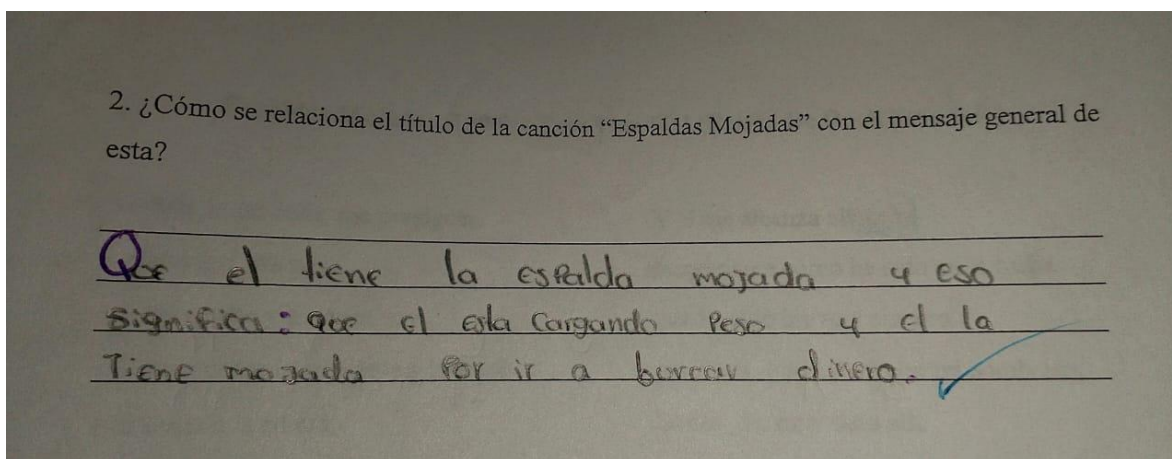 2. ¿Cómo se relaciona el título de la canción “Espaldas Mojadas” con el mensaje general de
esta?
Que el tiene la espalda mojada y eso
significa: que el esta cargando peso y el la
Tiene mojada por ir a burcar dinero.